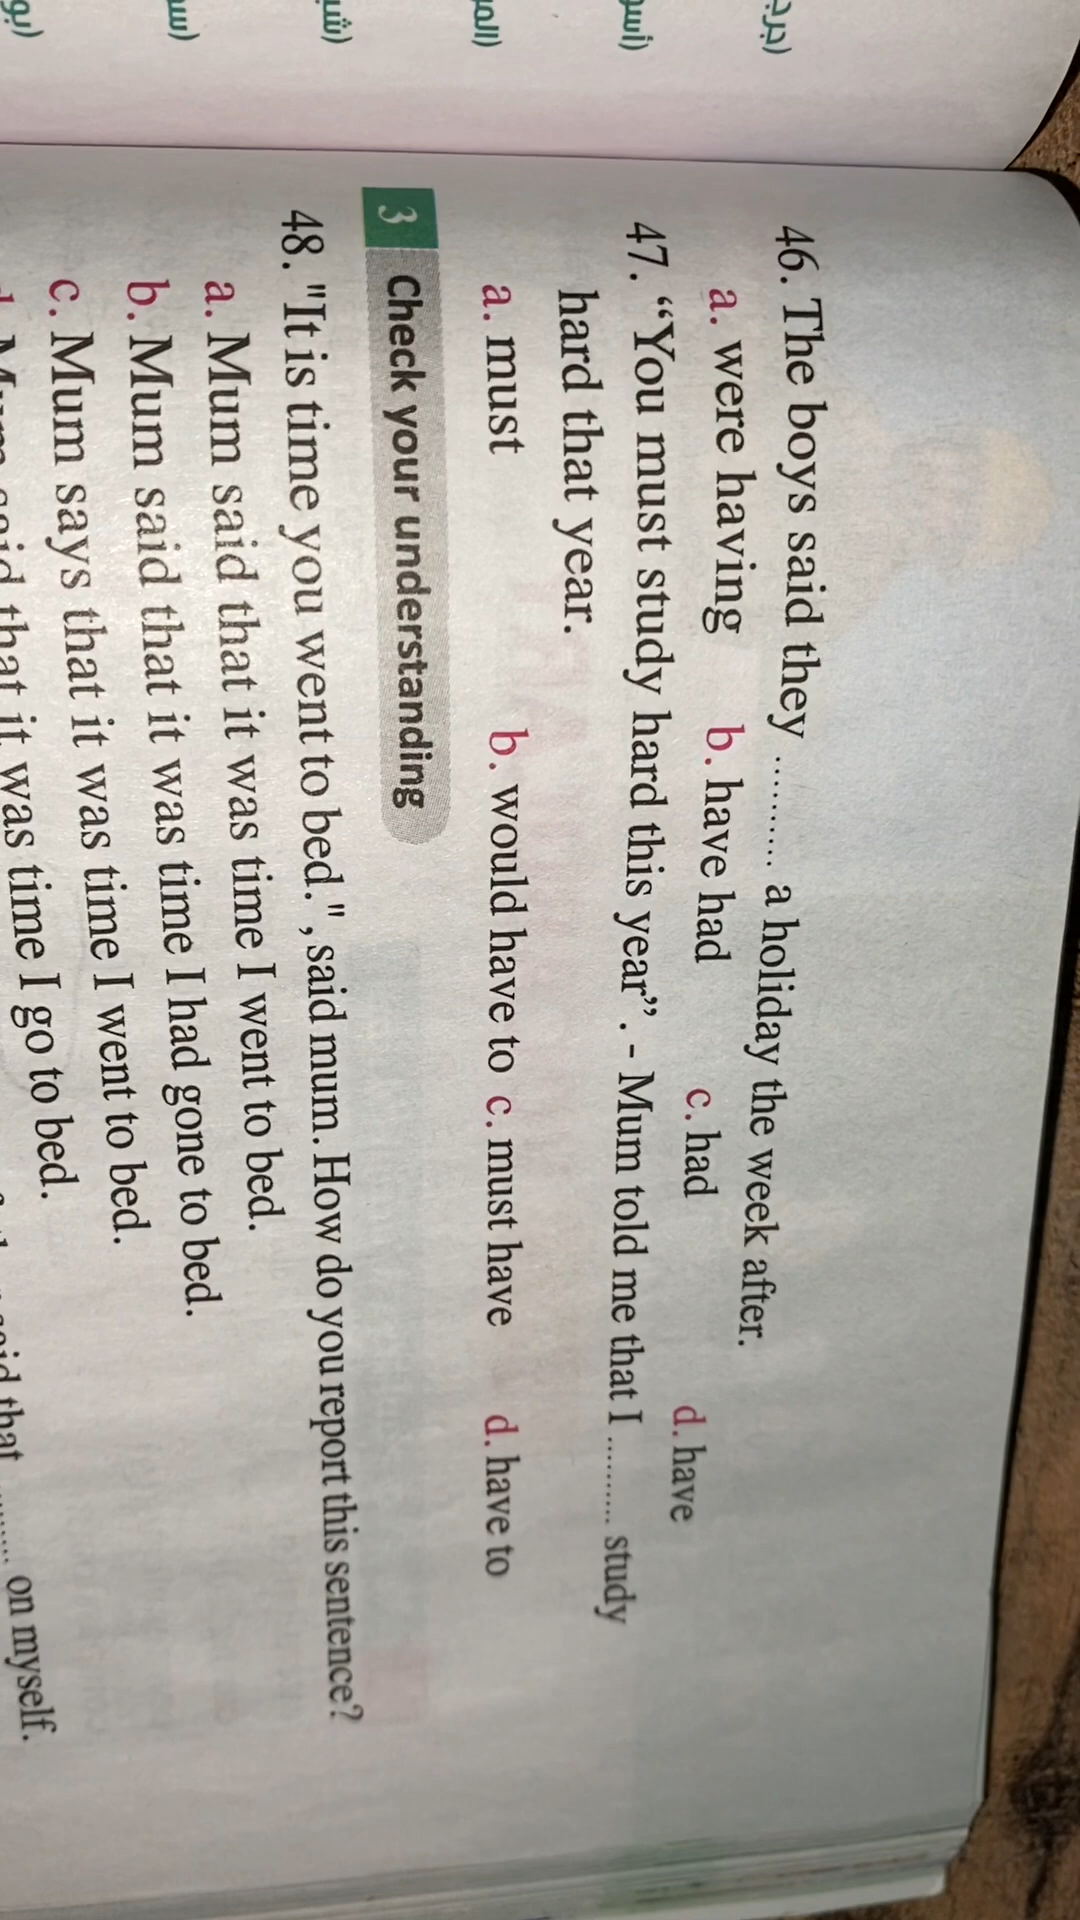 46. The boys said they .......... a holiday the week after.
a. were having b. have had c. had d. have
47. “You must study hard this year”. - Mum told me that I .......... study
hard that year.
a. must b. would have to c. must have d. have to
3 Check your understanding
48. "It is time you went to bed.", said mum. How do you report this sentence?
a. Mum said that it was time I went to bed.
b. Mum said that it was time I had gone to bed.
c. Mum says that it was time I went to bed.
d. Mum said that it was time I go to bed.
said that .......... on myself.